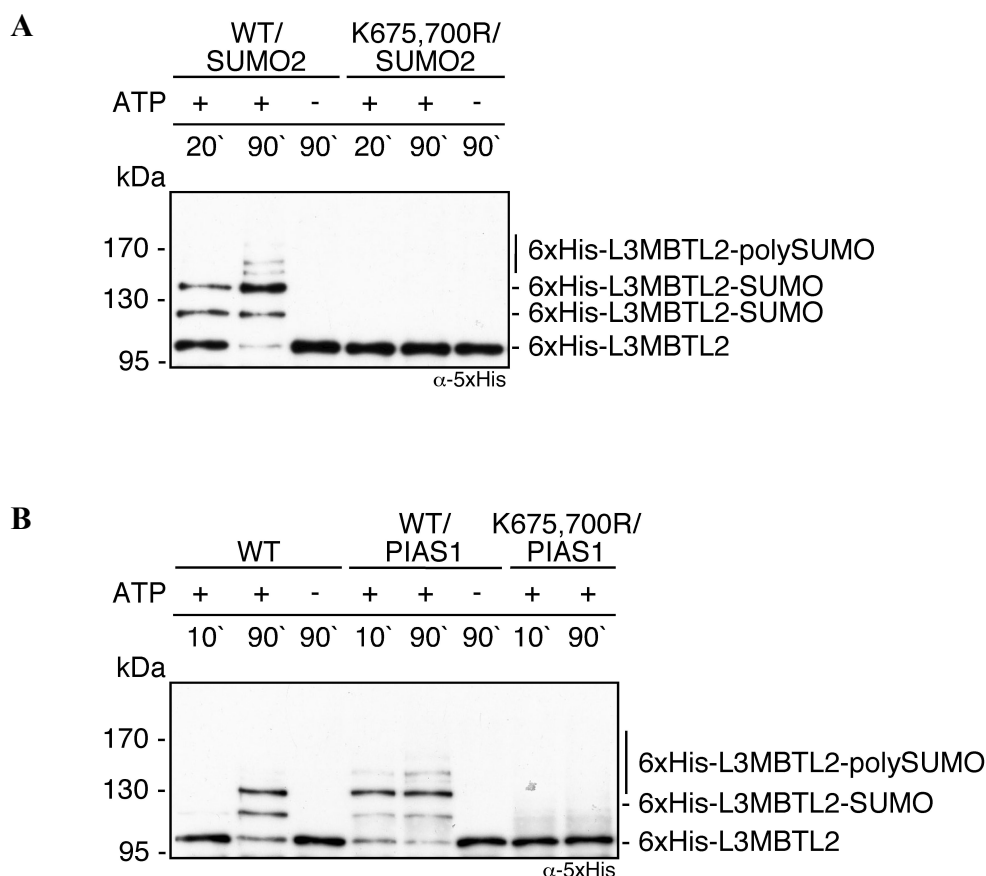 A
WT/ K675,700R/
SUMO2 SUMO2
ATP + + - + + -
20` 90` 90` 20` 90` 90`
kDa
170 - 6xHis-L3MBTL2-polySUMO
- 6xHis-L3MBTL2-SUMO
130 -
- 6xHis-L3MBTL2-SUMO
- 6xHis-L3MBTL2
95 -
α-5xHis
B
WT/ K675,700R/
WT PIAS1 PIAS1
ATP + + - + + - + +
10` 90` 90` 10` 90` 90` 10` 90`
kDa
170 -
6xHis-L3MBTL2-polySUMO
130 -
- 6xHis-L3MBTL2-SUMO
- 6xHis-L3MBTL2
95 -
α-5xHis